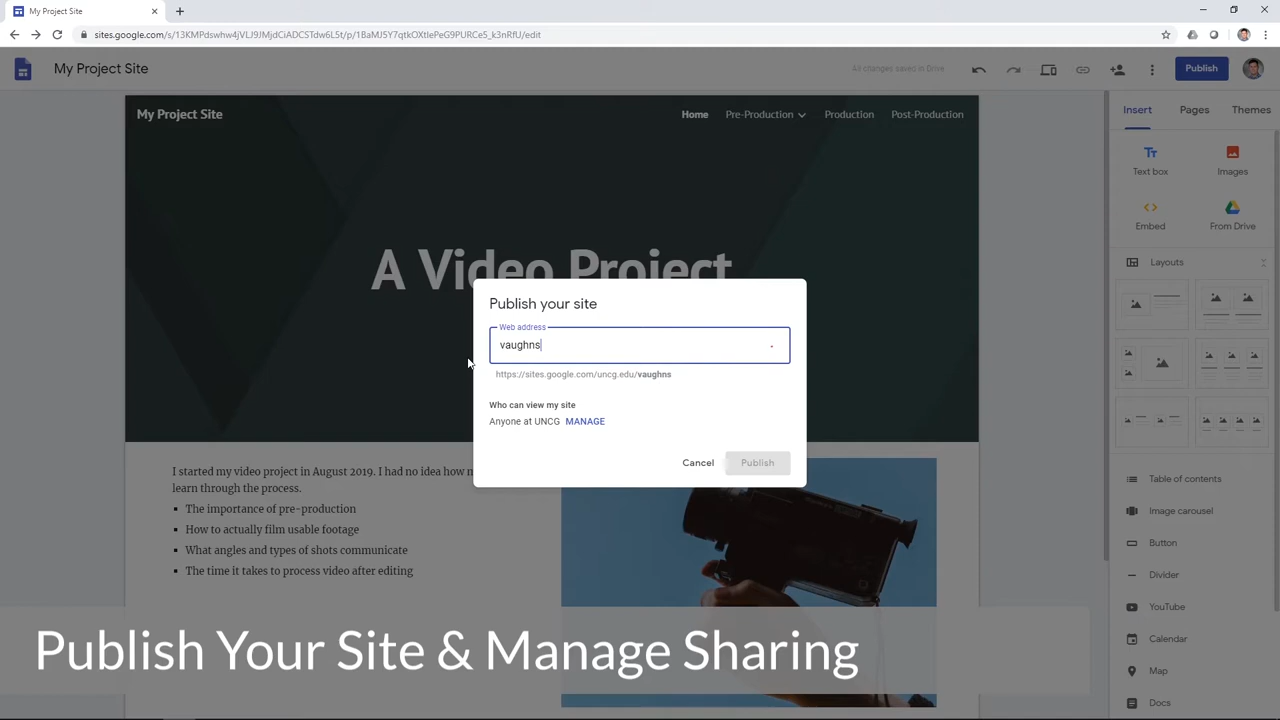 My Project Site
sites.google.com/s/13KMPdswhw4jVLJ9JMjdCiADCSTdw6L5t/p/1BaMJ5Y7qtkOXtIePeG9PURCe5_k3nRfU/edit
My Project Site
All changes saved in Drive
Publish
My Project Site
Home
Pre-Production
Production
Post-Production
Insert
Pages
Themes
Text box
Images
Embed
From Drive
Layouts
A Video Project
Publish your site
Web address
vaughns
https://sites.google.com/uncg.edu/vaughns
Who can view my site
Anyone at UNCG MANAGE
Cancel
Publish
I started my video project in August 2019. I had no idea how
learn through the process.
▪ The importance of pre-production
▪ How to actually film usable footage
▪ What angles and types of shots communicate
▪ The time it takes to process video after editing
Table of contents
Image carousel
Button
Divider
YouTube
Calendar
Map
Docs
Publish Your Site & Manage Sharing